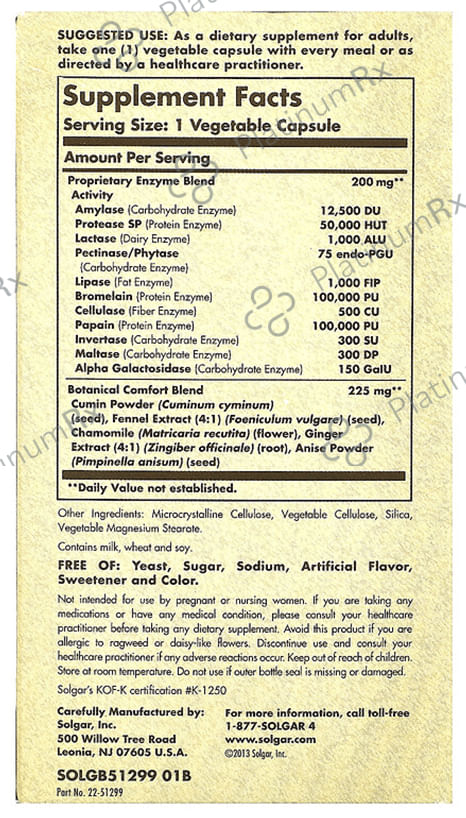 SUGGESTED USE: As a dietary supplement for adults,
take one (1) vegetable capsule with every meal or as
directed by a healthcare practitioner.
Supplement Facts
Serving Size: 1 Vegetable Capsule
Amount Per Serving
Proprietary Enzyme Blend 200 mg**
Activity
Amylase (Carbohydrate Enzyme) 12,500 DU
Protease SP (Protein Enzyme) 50,000 HUT
Lactase (Dairy Enzyme) 1,000 ALU
Pectinase/Phytase 75 endo-PGU
(Carbohydrate Enzyme)
Lipase (Fat Enzyme) 1,000 FIP
Bromelain (Protein Enzyme) 100,000 PU
Cellulase (Fiber Enzyme) 500 CU
Papain (Protein Enzyme) 100,000 PU
Invertase (Carbohydrate Enzyme) 300 SU
Maltase (Carbohydrate Enzyme) 300 DP
Alpha Galactosidase (Carbohydrate Enzyme) 150 GalU
Botanical Comfort Blend 225 mg**
Cumin Powder (Cuminum cyminum)
(seed), Fennel Extract (4:1) (Foeniculum vulgare) (seed),
Chamomile (Matricaria recutita) (flower), Ginger
Extract (4:1) (Zingiber officinale) (root), Anise Powder
(Pimpinella anisum) (seed)
**Daily Value not established.
Other Ingredients: Microcrystalline Cellulose, Vegetable Cellulose, Silica,
Vegetable Magnesium Stearate.
Contains milk, wheat and soy.
FREE OF: Yeast, Sugar, Sodium, Artificial Flavor,
Sweetener and Color.
Not intended for use by pregnant or nursing women. If you are taking any
medications or have any medical condition, please consult your healthcare
practitioner before taking any dietary supplement. Avoid this product if you are
allergic to ragweed or daisy-like flowers. Discontinue use and consult your
healthcare practitioner if any adverse reactions occur. Keep out of reach of children.
Store at room temperature. Do not use if outer bottle seal is missing or damaged.
Solgar's KOF-K certification #K-1250
Carefully Manufactured by:
Solgar, Inc.
500 Willow Tree Road
Leonia, NJ 07605 U.S.A.
For more information, call toll-free
1-877-SOLGAR 4
www.solgar.com
©2013 Solgar, Inc.
SOLGB51299 01B
Part No. 22-51299
PlatinumRx
PlatinumRx
PlatinumRx
PlatinumRx